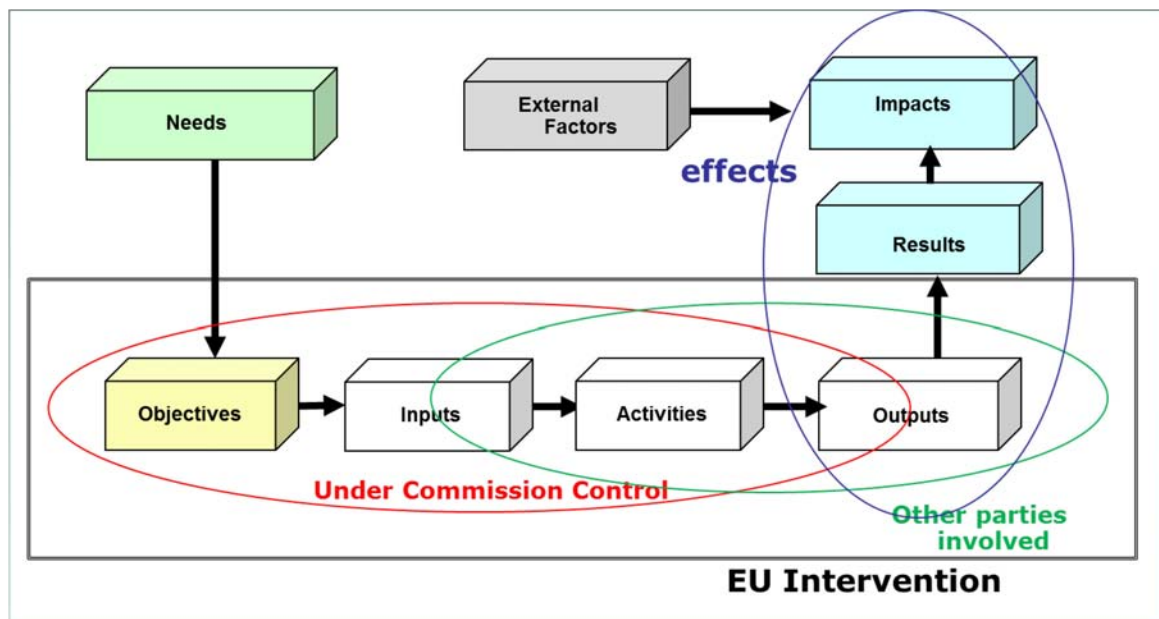 Needs
External
Factors
Impacts
effects
Results
Objectives
Inputs
Activities
Outputs
Under Commission Control
Other parties
involved
EU Intervention